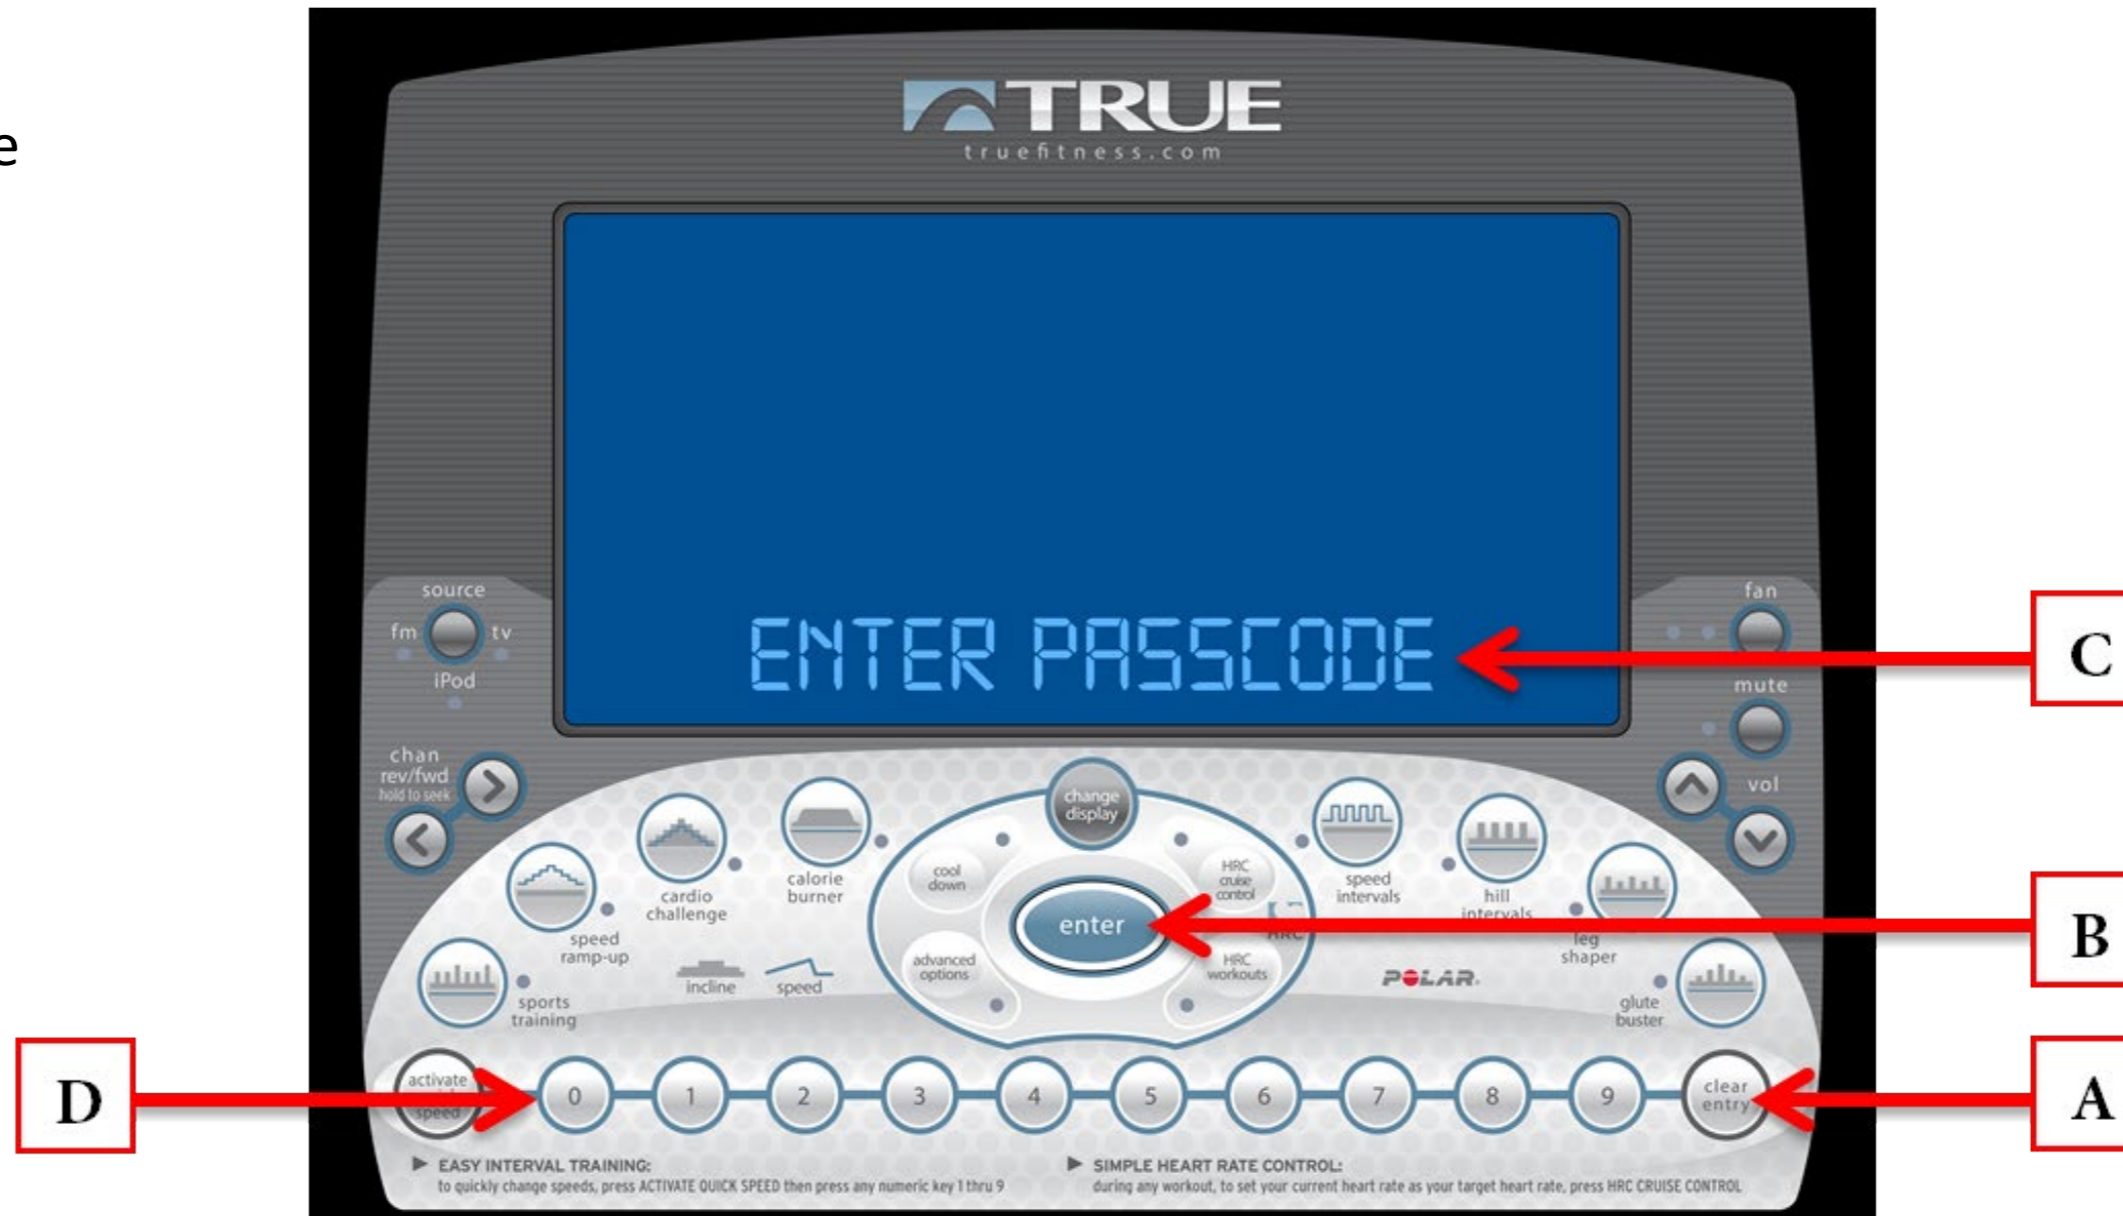 TRUE
truefitness.com
e
source
fm
tv
iPod
fan
mute
ENTER PASSCODE
C
chan
rev/fwd
hold to seek
vol
change
display
cool
down
HRC
cruise
control
calorie
burner
speed
intervals
cardio
challenge
hill
intervals
enter
HRC
B
speed
ramp-up
leg
shaper
advanced
options
HRC
workouts
incline
speed
POLAR
sports
training
glute
buster
D
activate
speed
0
1
2
3
4
5
6
7
8
9
clear
entry
A
EASY INTERVAL TRAINING:
to quickly change speeds, press ACTIVATE QUICK SPEED then press any numeric key 1 thru 9
SIMPLE HEART RATE CONTROL:
during any workout, to set your current heart rate as your target heart rate, press HRC CRUISE CONTROL